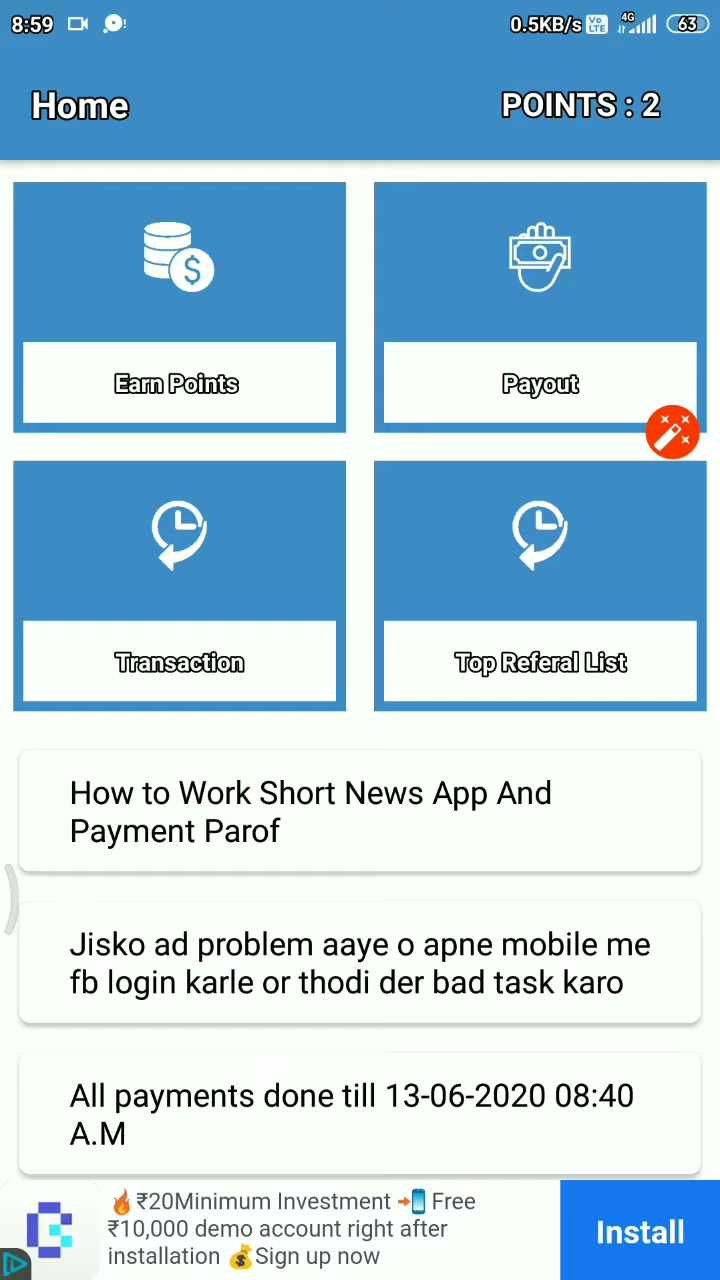 8:59
0.5KB/s Vo LTE 4G 63
Home
POINTS : 2
Earn Points
Payout
Transaction
Top Referal List
How to Work Short News App And
Payment Parof
Jisko ad problem aaye o apne mobile me
fb login karle or thodi der bad task karo
All payments done till 13-06-2020 08:40
A.M
🔥₹20Minimum Investment 📲 Free
₹10,000 demo account right after
installation 💰Sign up now
Install